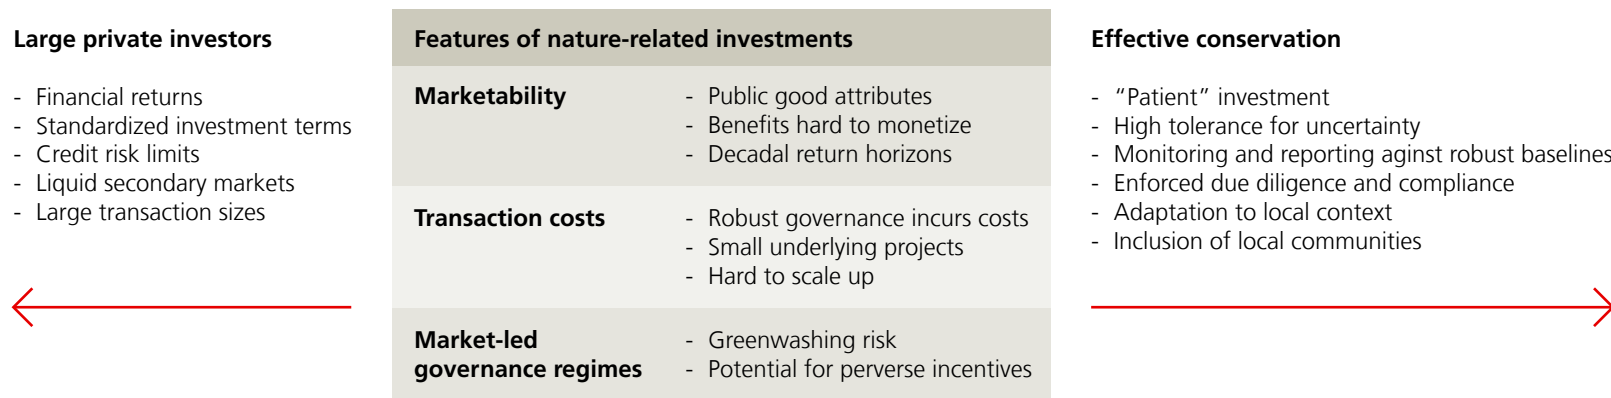 Large private investors
- Financial returns
- Standardized investment terms
- Credit risk limits
- Liquid secondary markets
- Large transaction sizes
Features of nature-related investments
Marketability
- Public good attributes
- Benefits hard to monetize
- Decadal return horizons
Transaction costs
- Robust governance incurs costs
- Small underlying projects
- Hard to scale up
Market-led
governance regimes
- Greenwashing risk
- Potential for perverse incentives
Effective conservation
- “Patient” investment
- High tolerance for uncertainty
- Monitoring and reporting aginst robust baselines
- Enforced due diligence and compliance
- Adaptation to local context
- Inclusion of local communities